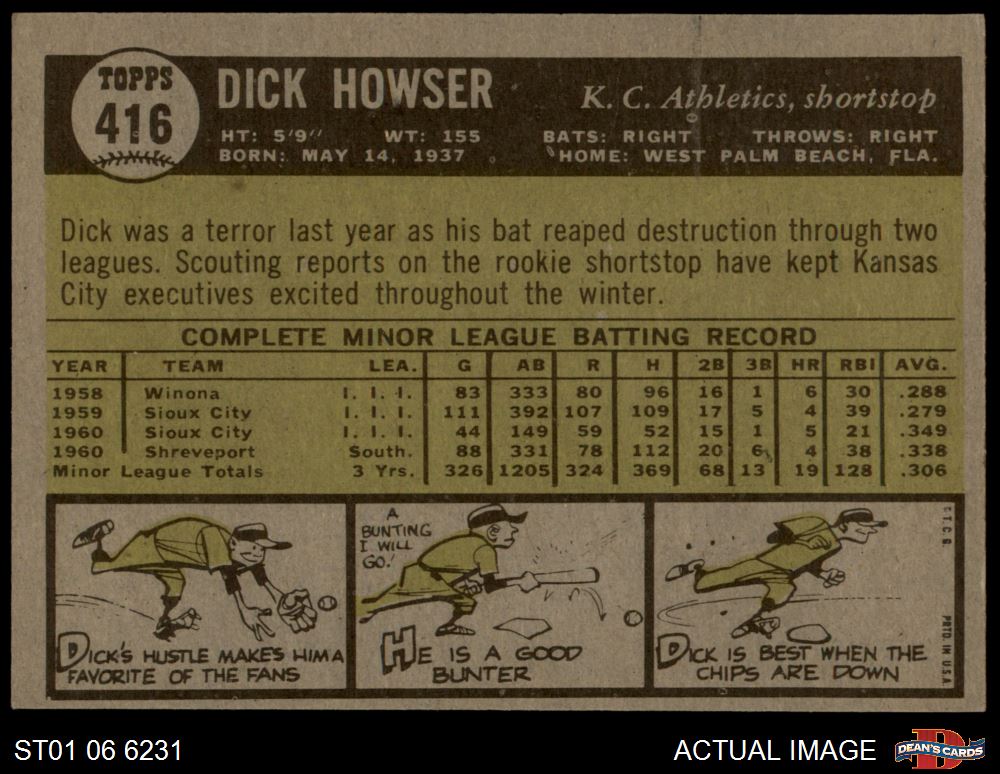 TOPPS
416
DICK HOWSER
K. C. Athletics, shortstop
HT: 5'9" WT: 155 BATS: RIGHT THROWS: RIGHT
BORN: MAY 14, 1937 HOME: WEST PALM BEACH, FLA.
Dick was a terror last year as his bat reaped destruction through two
leagues. Scouting reports on the rookie shortstop have kept Kansas
City executives excited throughout the winter.
COMPLETE MINOR LEAGUE BATTING RECORD
YEAR TEAM LEA. G AB R H 2B 3B HR RBI AVG.
1958 Winona I. I. I. 83 333 80 96 16 1 6 30 .288
1959 Sioux City I. I. I. 111 392 107 109 17 5 4 39 .279
1960 Sioux City I. I. I. 44 149 59 52 15 1 5 21 .349
1960 Shreveport South. 88 331 78 112 20 6 4 38 .338
Minor League Totals 3 Yrs. 326 1205 324 369 68 13 19 128 .306
DICK'S HUSTLE MAKES HIM A
FAVORITE OF THE FANS
A
BUNTING
I WILL
GO!
HE IS A GOOD
BUNTER
DICK IS BEST WHEN THE
CHIPS ARE DOWN
©T.C.G.
PRTD. IN U.S.A.
ST01 06 6231
ACTUAL IMAGE
D
DEAN'S CARDS